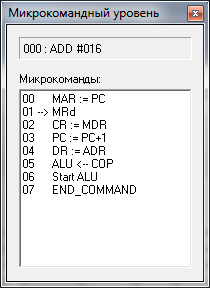 Микрокомандный уровень
000 : ADD #016
Микрокоманды:
00 MAR := PC
01 --> MRd
02 CR := MDR
03 PC := PC+1
04 DR := ADR
05 ALU <-- COP
06 Start ALU
07 END_COMMAND